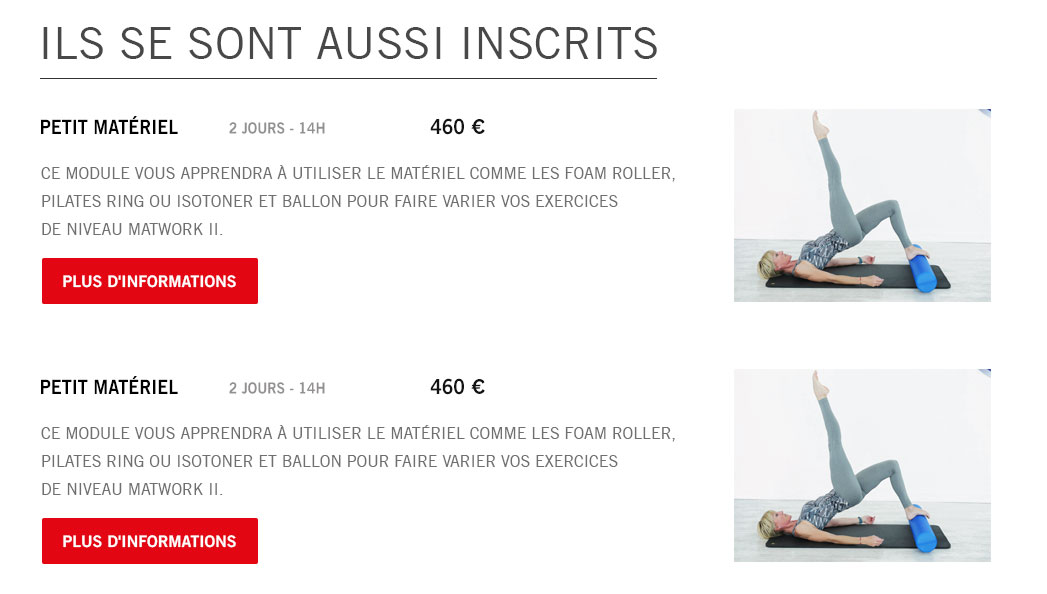 ILS SE SONT AUSSI INSCRITS
PETIT MATÉRIEL 2 JOURS - 14H 460 €
CE MODULE VOUS APPRENDRA À UTILISER LE MATÉRIEL COMME LES FOAM ROLLER,
PILATES RING OU ISOTONER ET BALLON POUR FAIRE VARIER VOS EXERCICES
DE NIVEAU MATWORK II.
PLUS D'INFORMATIONS
PETIT MATÉRIEL 2 JOURS - 14H 460 €
CE MODULE VOUS APPRENDRA À UTILISER LE MATÉRIEL COMME LES FOAM ROLLER,
PILATES RING OU ISOTONER ET BALLON POUR FAIRE VARIER VOS EXERCICES
DE NIVEAU MATWORK II.
PLUS D'INFORMATIONS